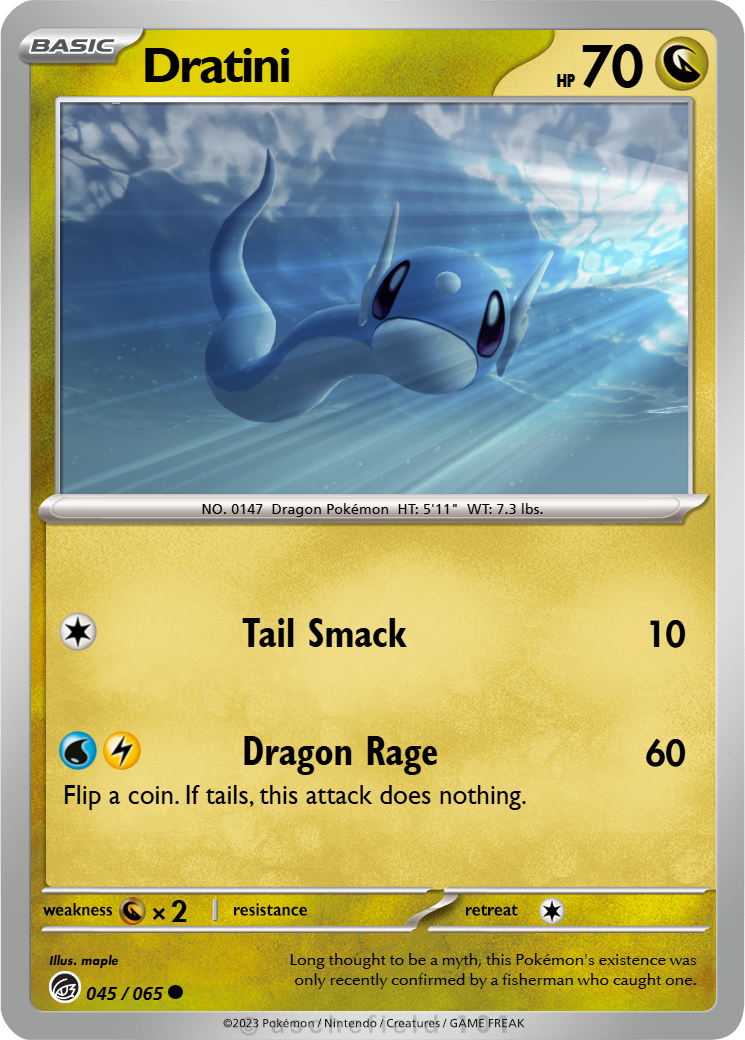 BASIC
Dratini
HP 70
NO. 0147 Dragon Pokémon HT: 5'11" WT: 7.3 lbs.
Tail Smack 10
Dragon Rage 60
Flip a coin. If tails, this attack does nothing.
weakness × 2 resistance retreat
Illus. maple
Long thought to be a myth, this Pokémon's existence was
only recently confirmed by a fisherman who caught one.
045 / 065
©2023 Pokémon / Nintendo / Creatures / GAME FREAK